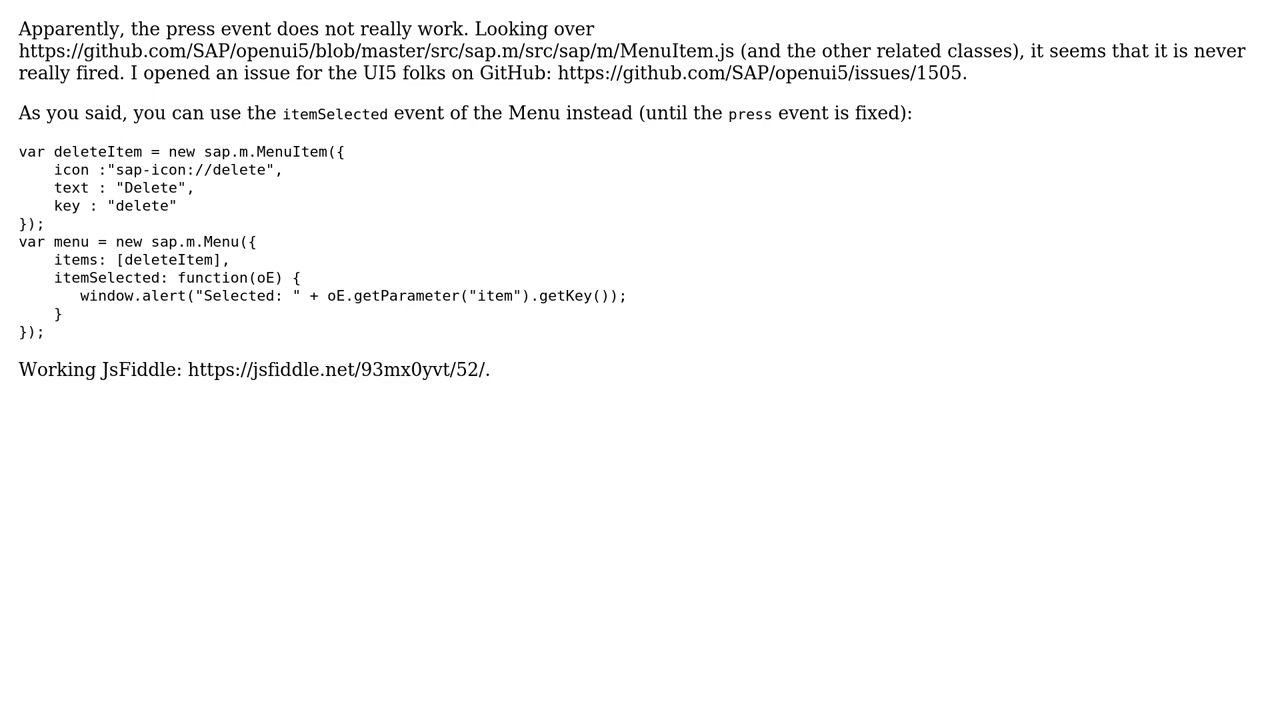 Apparently, the press event does not really work. Looking over
https://github.com/SAP/openui5/blob/master/src/sap.m/src/sap/m/MenuItem.js (and the other related classes), it seems that it is never
really fired. I opened an issue for the UI5 folks on GitHub: https://github.com/SAP/openui5/issues/1505.
As you said, you can use the itemSelected event of the Menu instead (until the press event is fixed):
var deleteItem = new sap.m.MenuItem({
    icon :"sap-icon://delete",
    text : "Delete",
    key : "delete"
});
var menu = new sap.m.Menu({
    items: [deleteItem],
    itemSelected: function(oE) {
       window.alert("Selected: " + oE.getParameter("item").getKey());
    }
});
Working JsFiddle: https://jsfiddle.net/93mx0yvt/52/.